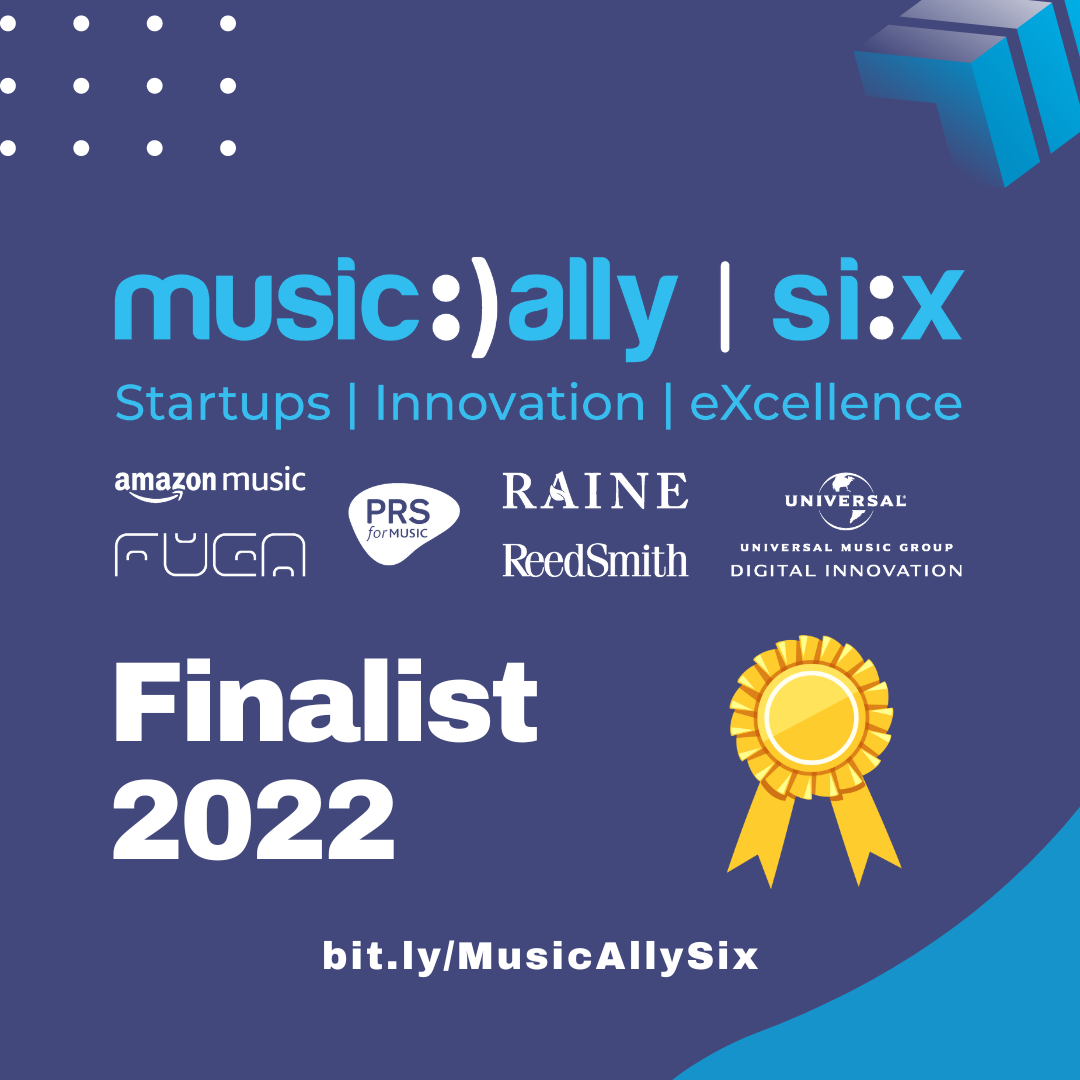 music:)ally | si:x
Startups | Innovation | eXcellence
amazon music
FUGA
PRS
for MUSIC
RAINE
ReedSmith
UNIVERSAL
UNIVERSAL MUSIC GROUP
DIGITAL INNOVATION
Finalist
2022
bit.ly/MusicAllySix